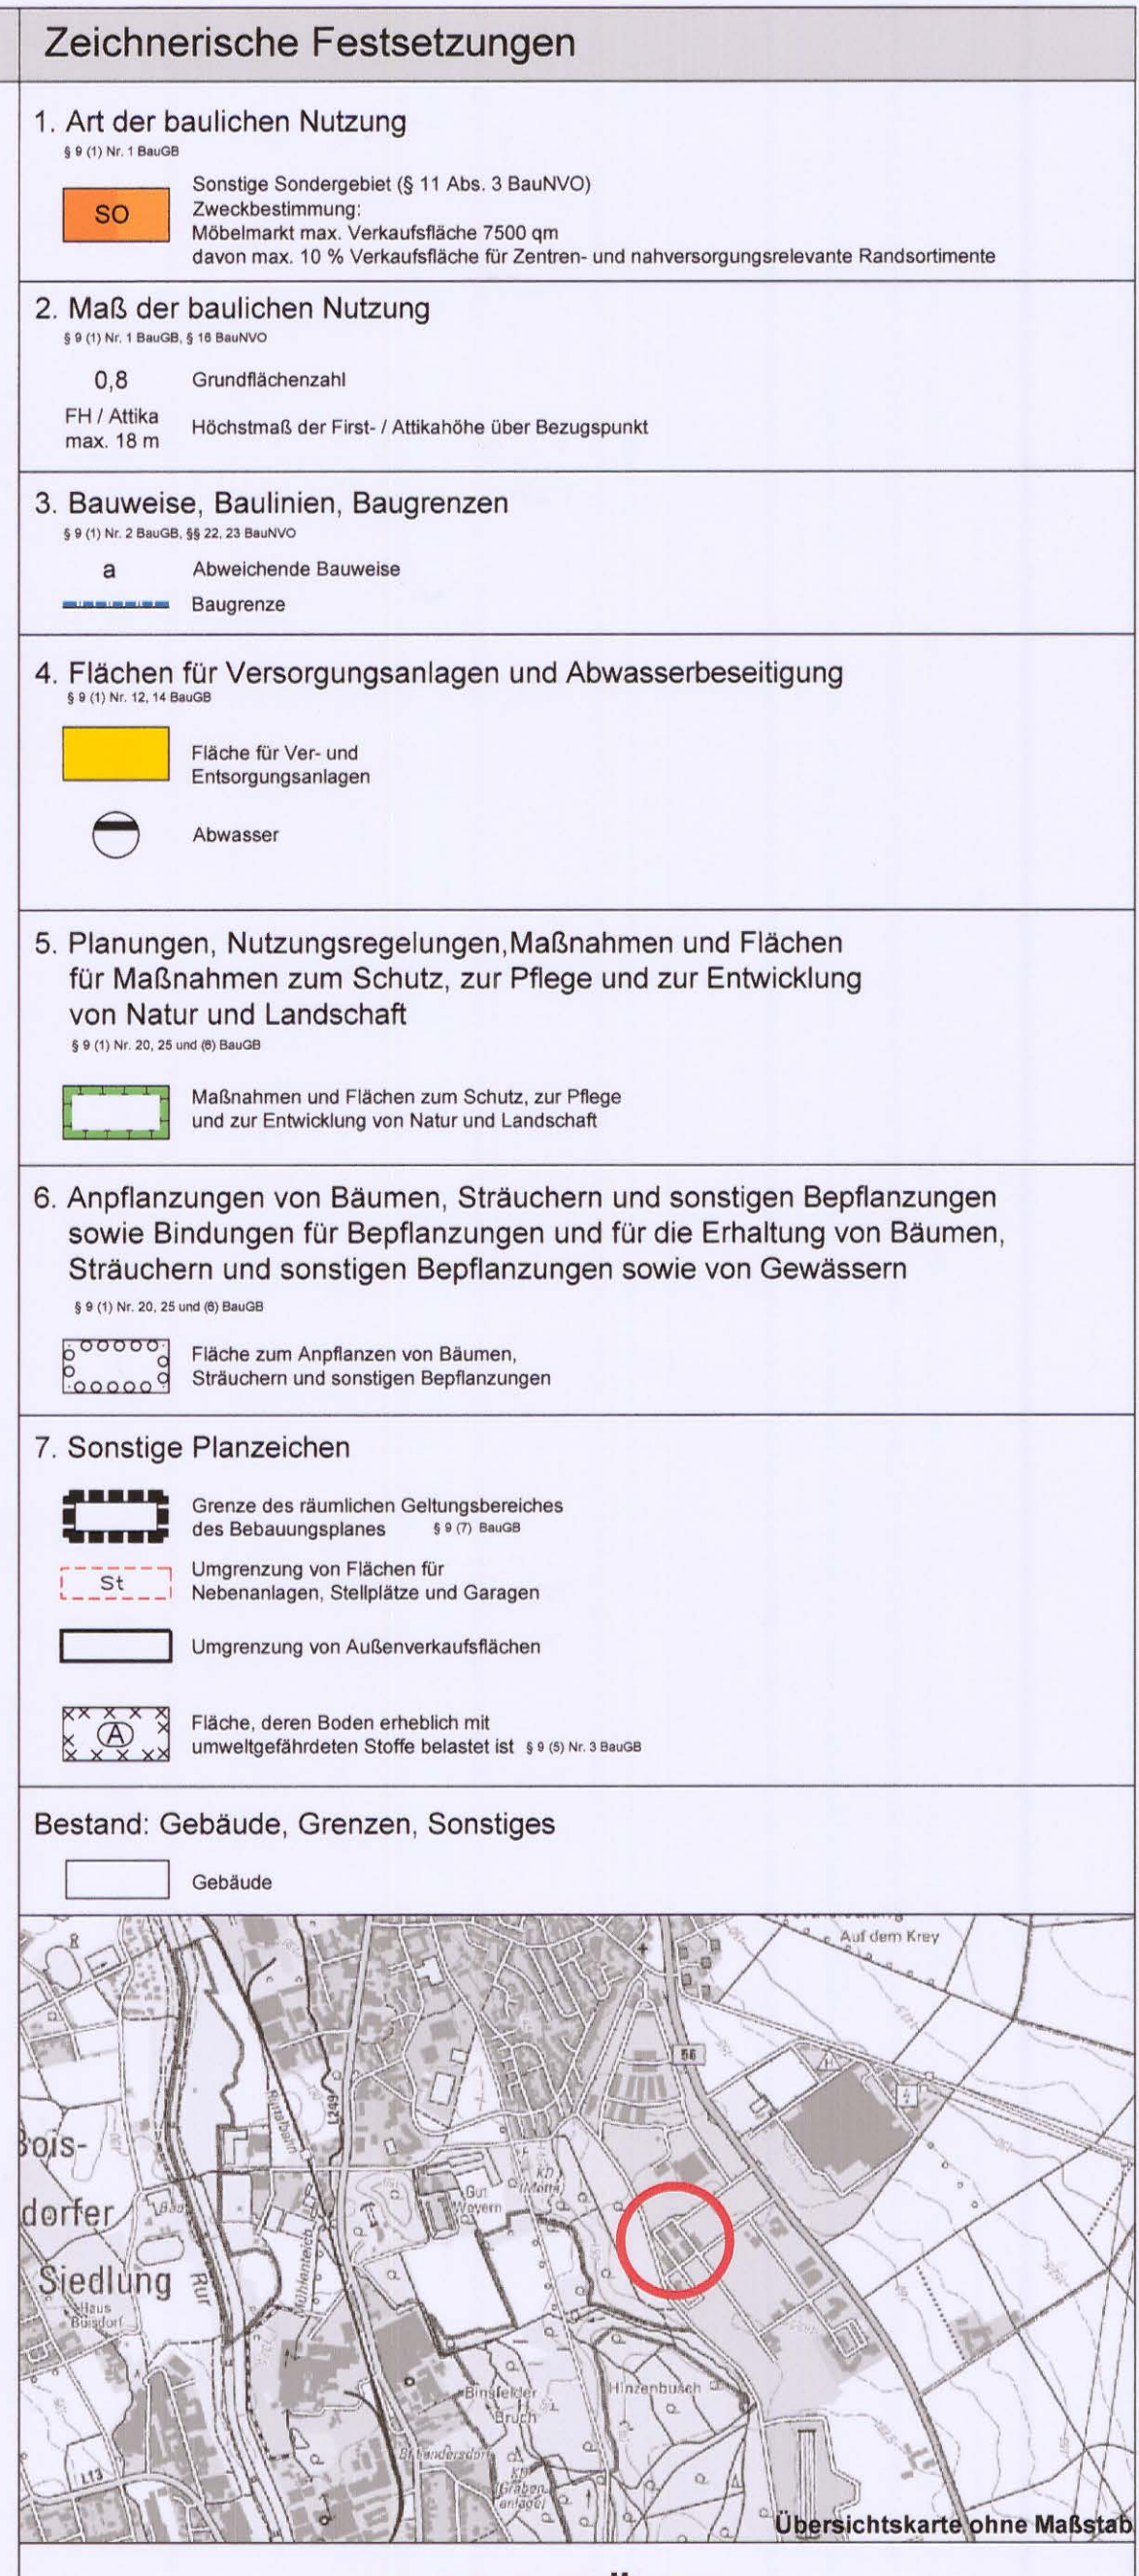 Zeichnerische Festsetzungen
1. Art der baulichen Nutzung
§ 9 (1) Nr. 1 BauGB
SO
Sonstige Sondergebiet (§ 11 Abs. 3 BauNVO)
Zweckbestimmung:
Möbelmarkt max. Verkaufsfläche 7500 qm
davon max. 10 % Verkaufsfläche für Zentren- und nahversorgungsrelevante Randsortimente
2. Maß der baulichen Nutzung
§ 9 (1) Nr. 1 BauGB, § 16 BauNVO
0,8 Grundflächenzahl
FH / Attika
max. 18 m
Höchstmaß der First- / Attikahöhe über Bezugspunkt
3. Bauweise, Baulinien, Baugrenzen
§ 9 (1) Nr. 2 BauGB, §§ 22, 23 BauNVO
a Abweichende Bauweise
Baugrenze
4. Flächen für Versorgungsanlagen und Abwasserbeseitigung
§ 9 (1) Nr. 12, 14 BauGB
Fläche für Ver- und
Entsorgungsanlagen
Abwasser
5. Planungen, Nutzungsregelungen,Maßnahmen und Flächen
für Maßnahmen zum Schutz, zur Pflege und zur Entwicklung
von Natur und Landschaft
§ 9 (1) Nr. 20, 25 und (6) BauGB
Maßnahmen und Flächen zum Schutz, zur Pflege
und zur Entwicklung von Natur und Landschaft
6. Anpflanzungen von Bäumen, Sträuchern und sonstigen Bepflanzungen
sowie Bindungen für Bepflanzungen und für die Erhaltung von Bäumen,
Sträuchern und sonstigen Bepflanzungen sowie von Gewässern
§ 9 (1) Nr. 20, 25 und (6) BauGB
Fläche zum Anpflanzen von Bäumen,
Sträuchern und sonstigen Bepflanzungen
7. Sonstige Planzeichen
Grenze des räumlichen Geltungsbereiches
des Bebauungsplanes § 9 (7) BauGB
St
Umgrenzung von Flächen für
Nebenanlagen, Stellplätze und Garagen
Umgrenzung von Außenverkaufsflächen
A
Fläche, deren Boden erheblich mit
umweltgefährdeten Stoffe belastet ist § 9 (5) Nr. 3 BauGB
Bestand: Gebäude, Grenzen, Sonstiges
Gebäude
Auf dem Krey
56
L249
Rurtalbahn
Bois-
dorfer
Siedlung
Bad
Rur
Mühlenteich
Gut
Weyern
KD
(Motte)
Haus
Boisdorf
Binsfelder
Bruch
Hinzenbusch
KD
Graben-
anlage
L13
Übersichtskarte ohne Maßstab